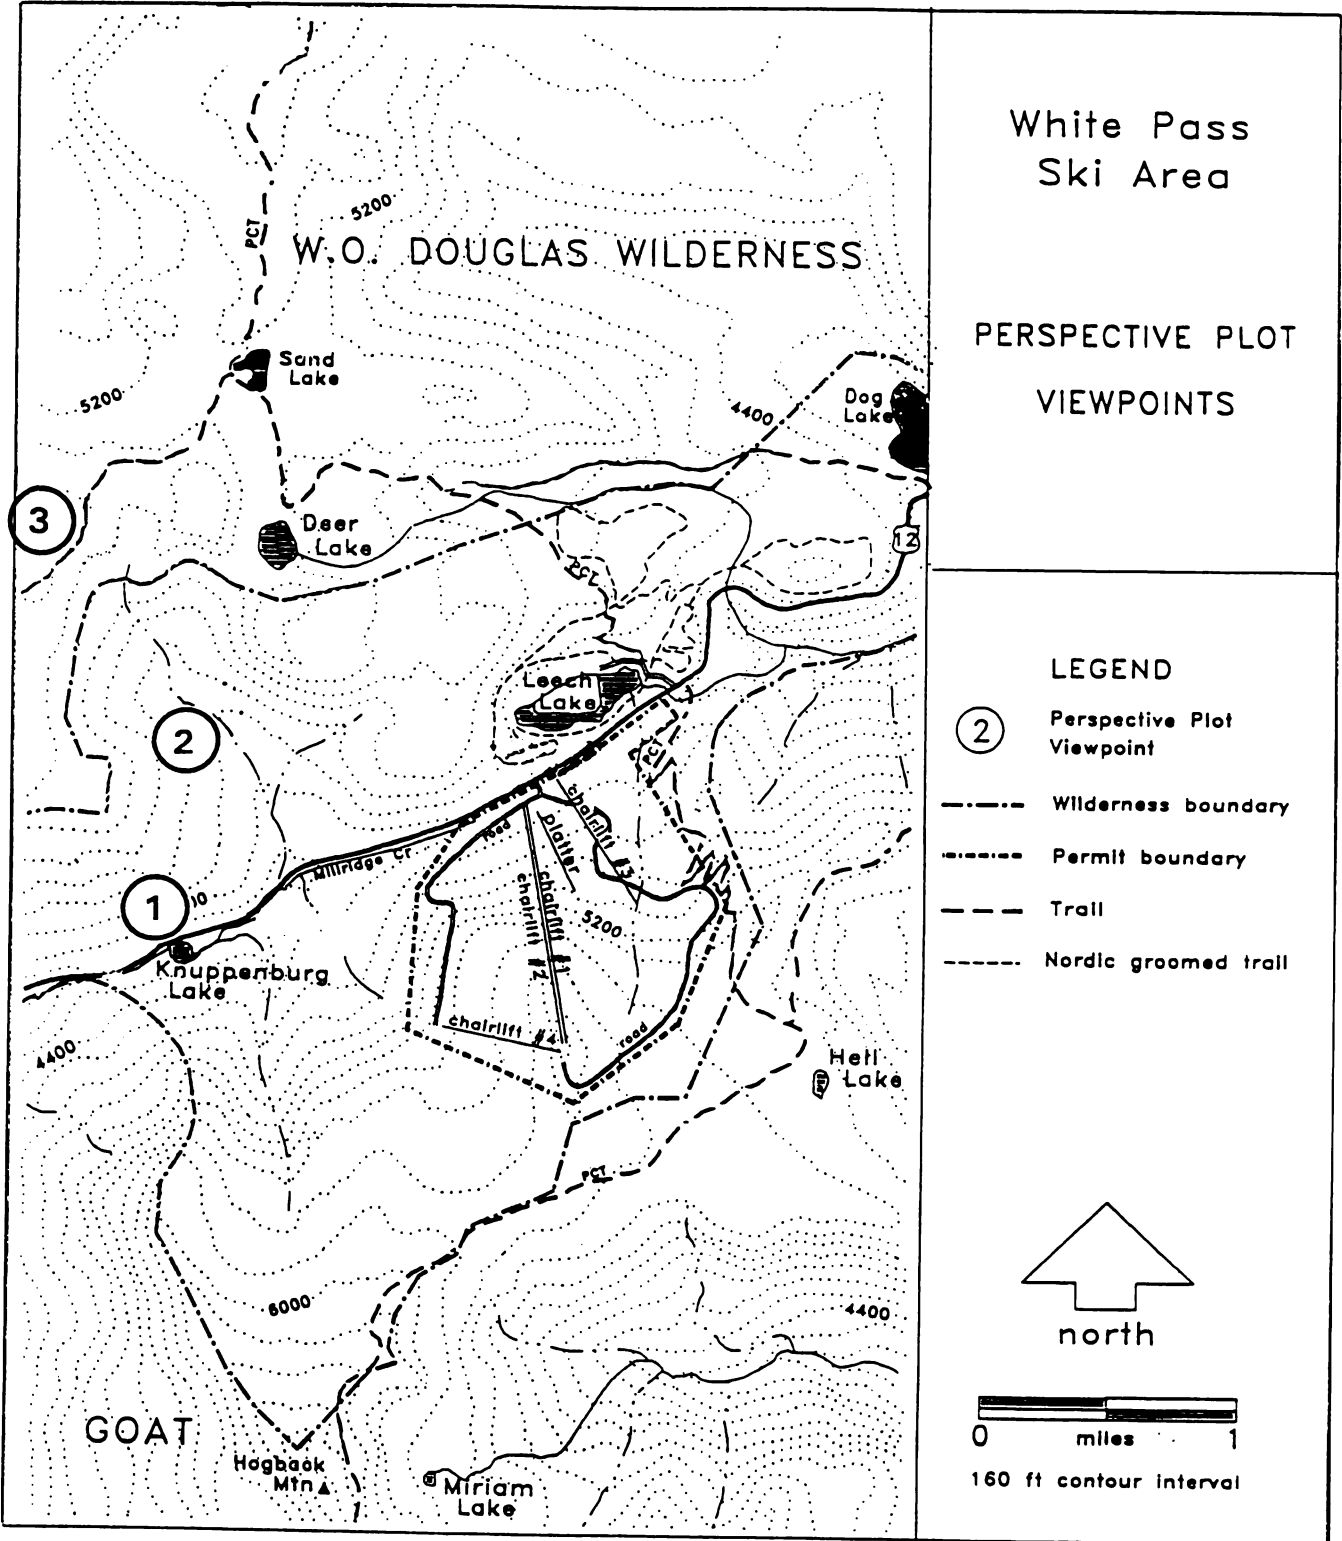 White Pass
Ski Area
PERSPECTIVE PLOT
VIEWPOINTS
LEGEND
2 Perspective Plot
Viewpoint
Wilderness boundary
Permit boundary
Trail
Nordic groomed trail
north
0 miles 1
160 ft contour interval
5200
PCT
W.O. DOUGLAS WILDERNESS
Sand
Lake
5200
4400
Dog
Lake
3
Deer
Lake
12
PCT
Leech
Lake
2
PCT
chairlift #3
platter
road
Millridge Cr
chairlift #1
chairlift #2
5200
1
Knuppenburg
Lake
chairlift #4
road
4400
Hell
Lake
PCT
6000
4400
GOAT
Hogback
Mtn
Miriam
Lake